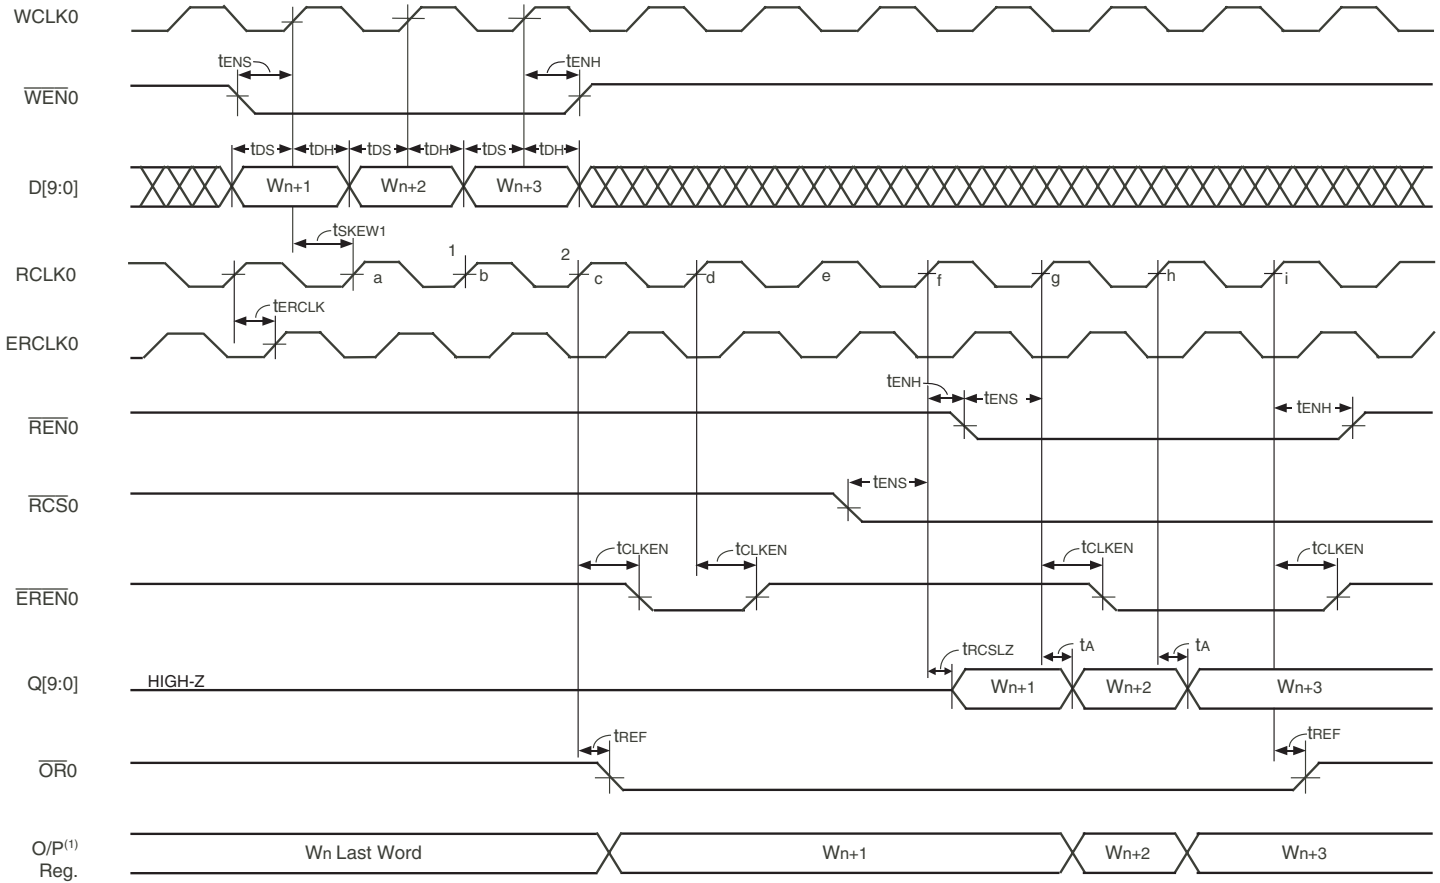 WCLK0
tENS
tENH
WEN0
tDS tDH tDS tDH tDS tDH
D[9:0] Wn+1 Wn+2 Wn+3
tSKEW1
1 2
RCLK0 a b c d e f g h i
tERCLK
ERCLK0
tENH tENS tENH
REN0
tENS
RCS0
tCLKEN tCLKEN tCLKEN tCLKEN
EREN0
tRCSLZ tA tA
Q[9:0] HIGH-Z Wn+1 Wn+2 Wn+3
tREF tREF
OR0
O/P(1) Wn Last Word Wn+1 Wn+2 Wn+3
Reg.